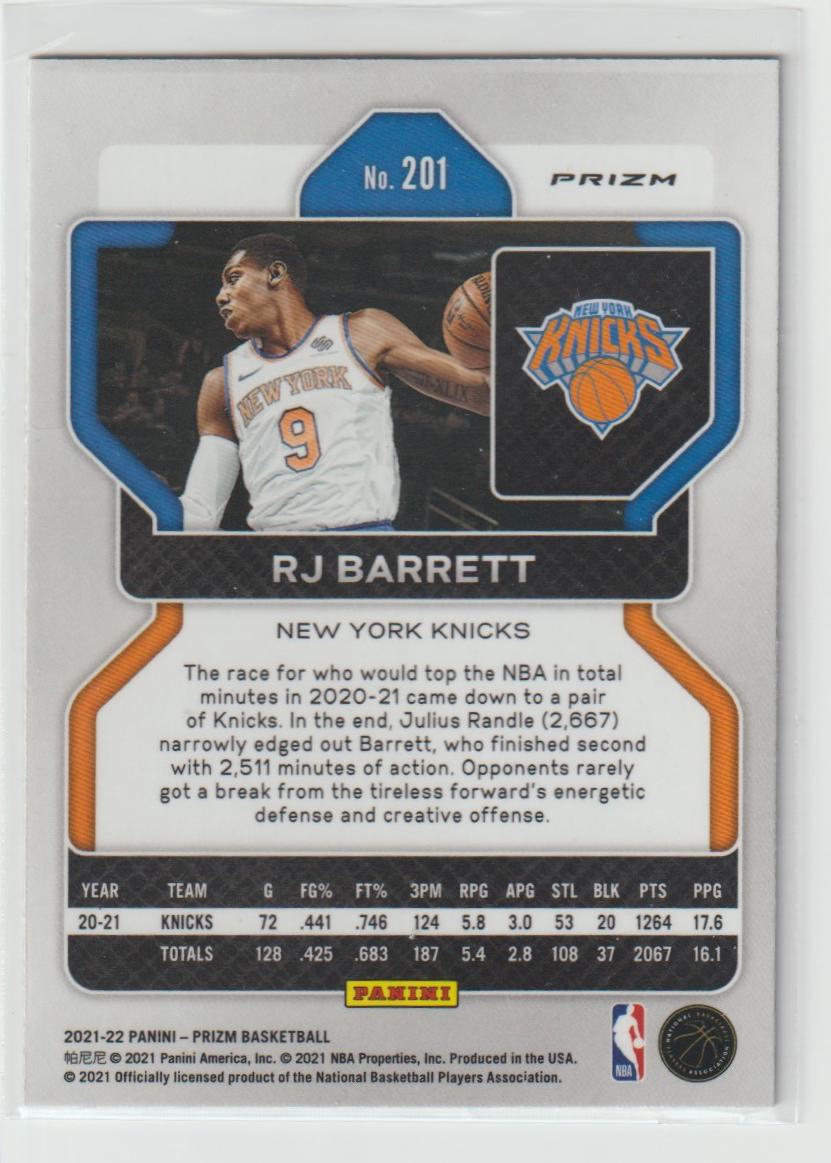 No. 201
PRIZM
NEW YORK
KNICKS
NEW YORK
9
RJ BARRETT
NEW YORK KNICKS
The race for who would top the NBA in total
minutes in 2020-21 came down to a pair
of Knicks. In the end, Julius Randle (2,667)
narrowly edged out Barrett, who finished second
with 2,511 minutes of action. Opponents rarely
got a break from the tireless forward's energetic
defense and creative offense.
YEAR TEAM G FG% FT% 3PM RPG APG STL BLK PTS PPG
20-21 KNICKS 72 .441 .746 124 5.8 3.0 53 20 1264 17.6
TOTALS 128 .425 .683 187 5.4 2.8 108 37 2067 16.1
PANINI
2021-22 PANINI – PRIZM BASKETBALL
帕尼尼 © 2021 Panini America, Inc. © 2021 NBA Properties, Inc. Produced in the USA.
© 2021 Officially licensed product of the National Basketball Players Association.
NBA
NATIONAL BASKETBALL
PLAYERS ASSOCIATION